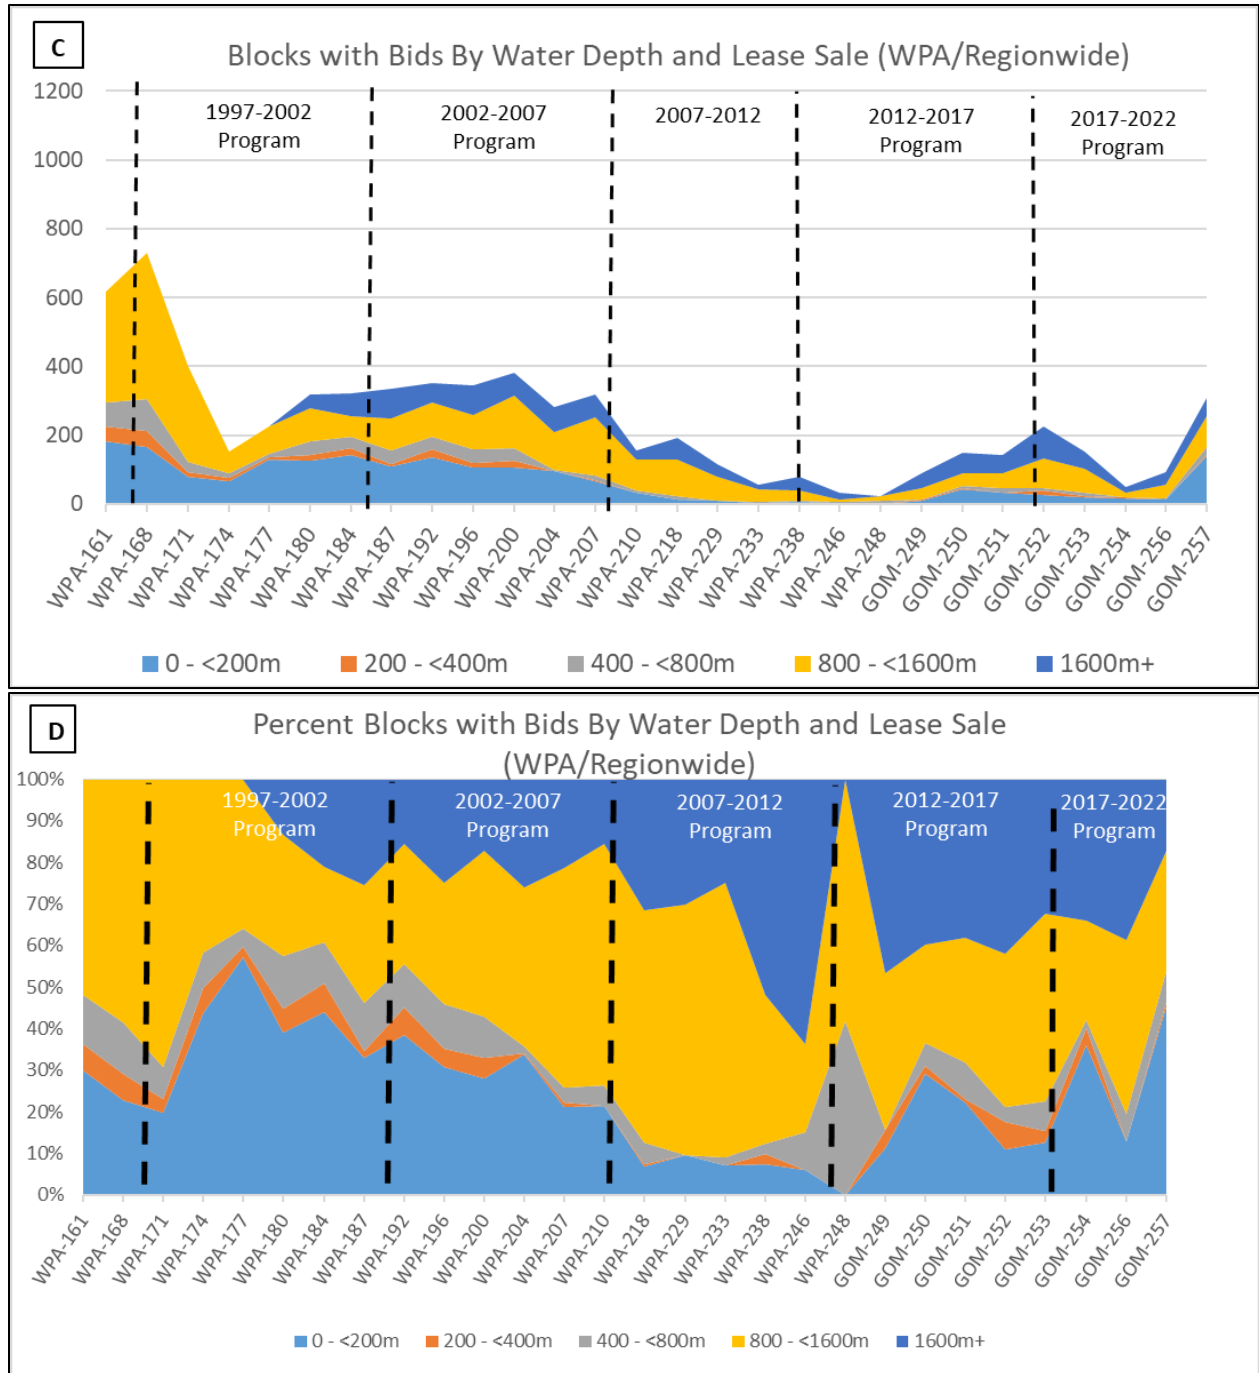 C
Blocks with Bids By Water Depth and Lease Sale (WPA/Regionwide)
1200
1000
800
600
400
200
0
1997-2002
Program
2002-2007
Program
2007-2012
2012-2017
Program
2017-2022
Program
WPA-161
WPA-168
WPA-171
WPA-174
WPA-177
WPA-180
WPA-184
WPA-187
WPA-192
WPA-196
WPA-200
WPA-204
WPA-207
WPA-210
WPA-218
WPA-229
WPA-233
WPA-238
WPA-246
WPA-248
GOM-249
GOM-250
GOM-251
GOM-252
GOM-253
GOM-254
GOM-256
GOM-257
0 - <200m 200 - <400m 400 - <800m 800 - <1600m 1600m+
D
Percent Blocks with Bids By Water Depth and Lease Sale
(WPA/Regionwide)
100%
90%
80%
70%
60%
50%
40%
30%
20%
10%
0%
1997-2002
Program
2002-2007
Program
2007-2012
Program
2012-2017
Program
2017-2022
Program
WPA-161
WPA-168
WPA-171
WPA-174
WPA-177
WPA-180
WPA-184
WPA-187
WPA-192
WPA-196
WPA-200
WPA-204
WPA-207
WPA-210
WPA-218
WPA-229
WPA-233
WPA-238
WPA-246
WPA-248
GOM-249
GOM-250
GOM-251
GOM-252
GOM-253
GOM-254
GOM-256
GOM-257
0 - <200m 200 - <400m 400 - <800m 800 - <1600m 1600m+